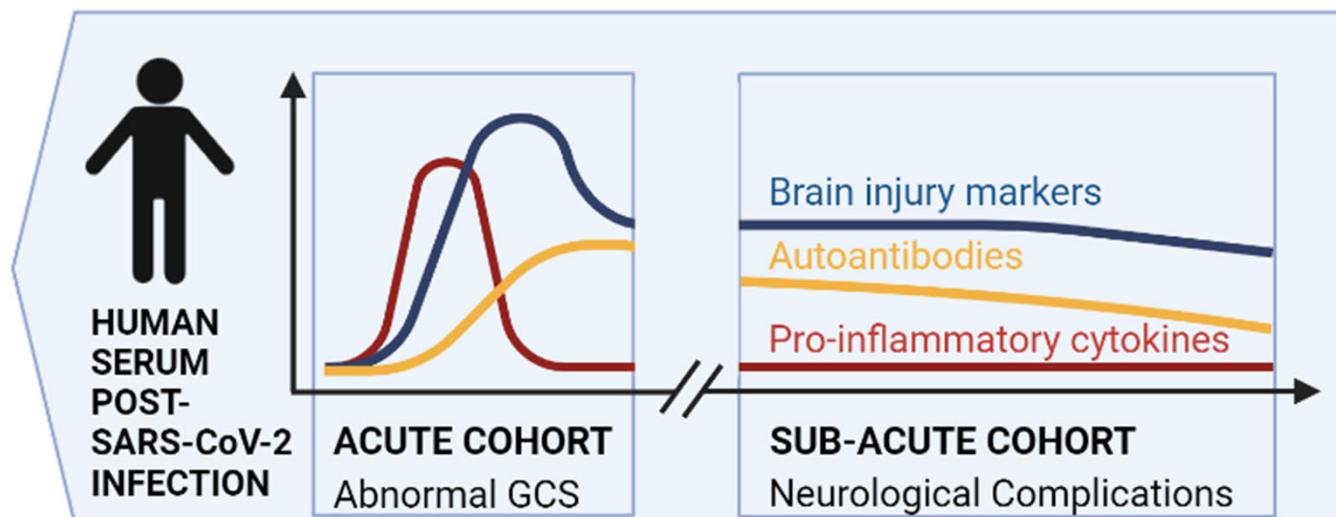 HUMAN
SERUM
POST-
SARS-CoV-2
INFECTION
ACUTE COHORT
Abnormal GCS
Brain injury markers
Autoantibodies
Pro-inflammatory cytokines
SUB-ACUTE COHORT
Neurological Complications